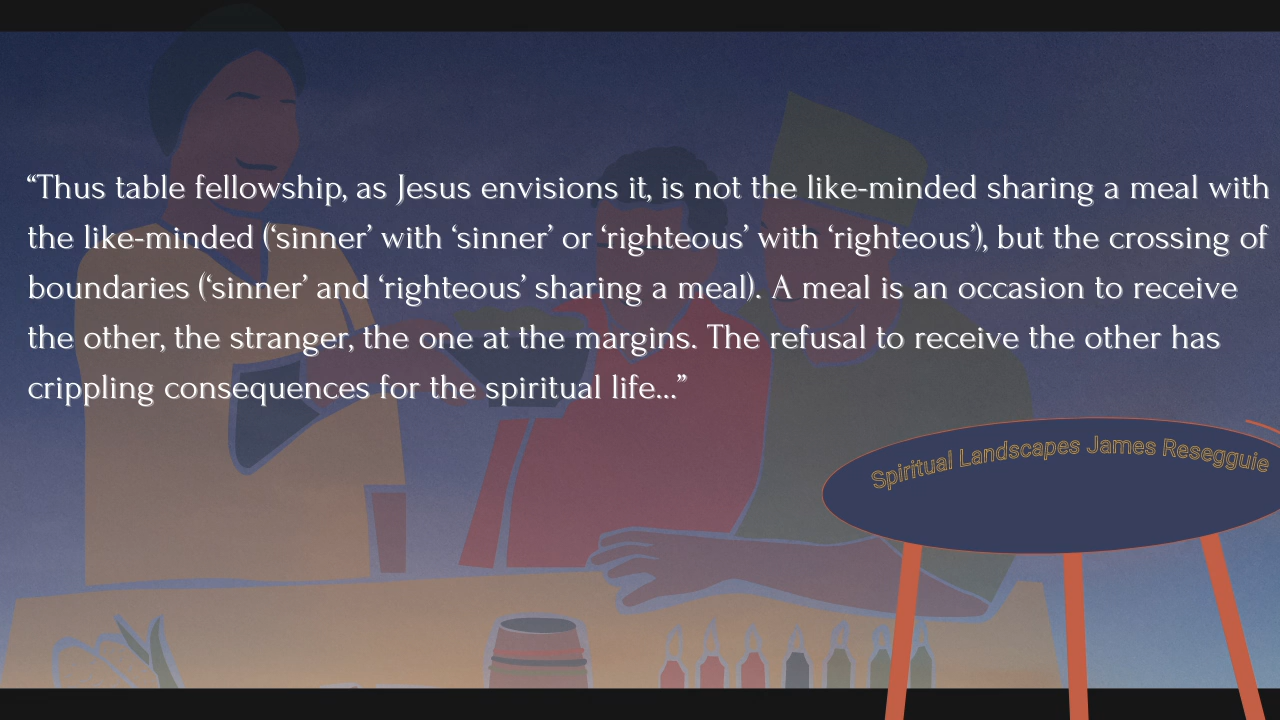 “Thus table fellowship, as Jesus envisions it, is not the like-minded sharing a meal with
the like-minded (‘sinner’ with ‘sinner’ or ‘righteous’ with ‘righteous’), but the crossing of
boundaries (‘sinner’ and ‘righteous’ sharing a meal). A meal is an occasion to receive
the other, the stranger, the one at the margins. The refusal to receive the other has
crippling consequences for the spiritual life...”
Spiritual Landscapes James Resegguie